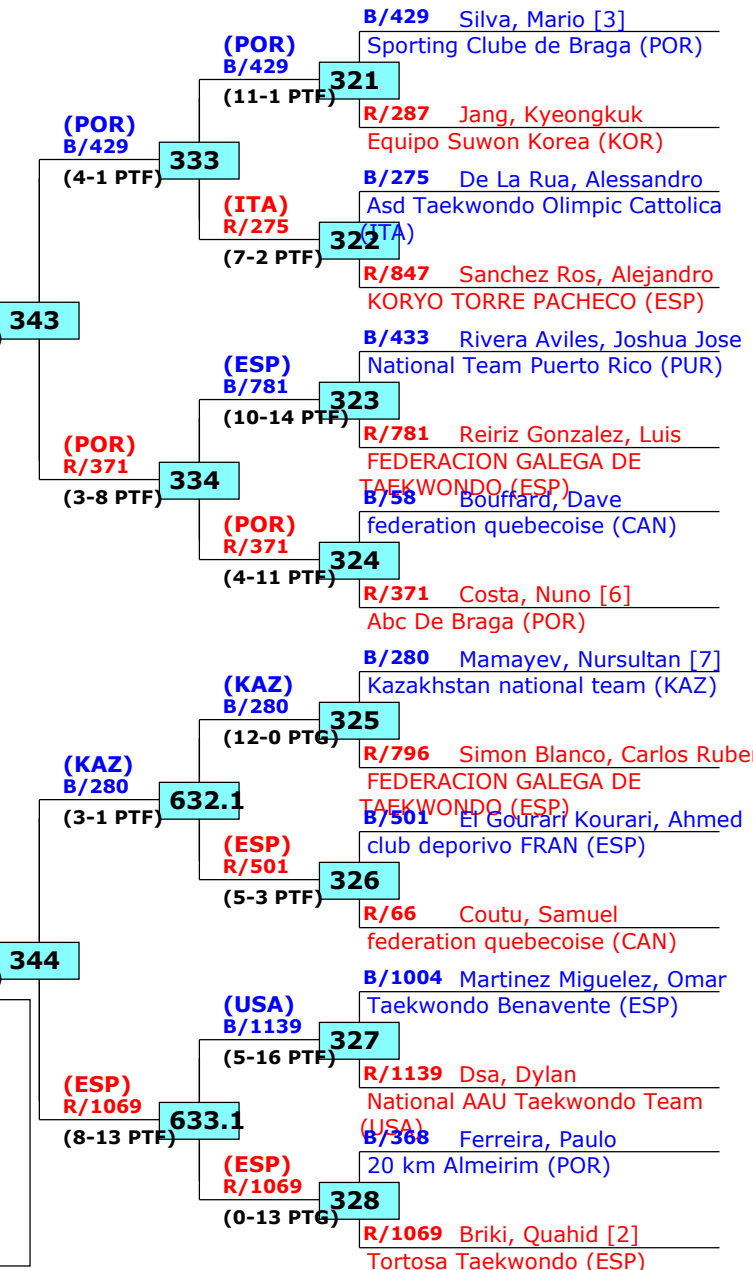 B/429 Silva, Mario [3]
(POR)
Sporting Clube de Braga (POR)
B/429
321
(11-1 PTF)
R/287 Jang, Kyeongkuk
(POR)
Equipo Suwon Korea (KOR)
B/429
333
(4-1 PTF)
B/275 De La Rua, Alessandro
(ITA)
Asd Taekwondo Olimpic Cattolica
R/275
(ITA)
322
(7-2 PTF)
R/847 Sanchez Ros, Alejandro
KORYO TORRE PACHECO (ESP)
343
B/433 Rivera Aviles, Joshua Jose
(ESP)
National Team Puerto Rico (PUR)
B/781
323
(10-14 PTF)
R/781 Reiriz Gonzalez, Luis
(POR)
FEDERACION GALEGA DE
R/371
TAEKWONDO (ESP)
334
(3-8 PTF)
B/58 Bouffard, Dave
(POR)
federation quebecoise (CAN)
R/371
324
(4-11 PTF)
R/371 Costa, Nuno [6]
Abc De Braga (POR)
B/280 Mamayev, Nursultan [7]
(KAZ)
Kazakhstan national team (KAZ)
B/280
325
(12-0 PTG)
R/796 Simon Blanco, Carlos Rube
(KAZ)
FEDERACION GALEGA DE
B/280
TAEKWONDO (ESP)
632.1
(3-1 PTF)
B/501 El Gourari Kourari, Ahmed
(ESP)
club deporivo FRAN (ESP)
R/501
326
(5-3 PTF)
R/66 Coutu, Samuel
federation quebecoise (CAN)
344
B/1004 Martinez Miguelez, Omar
(USA)
Taekwondo Benavente (ESP)
B/1139
327
(5-16 PTF)
R/1139 Dsa, Dylan
(ESP)
National AAU Taekwondo Team
R/1069
(USA)
633.1
(8-13 PTF)
B/368 Ferreira, Paulo
(ESP)
20 km Almeirim (POR)
R/1069
328
(0-13 PTG)
R/1069 Briki, Quahid [2]
Tortosa Taekwondo (ESP)